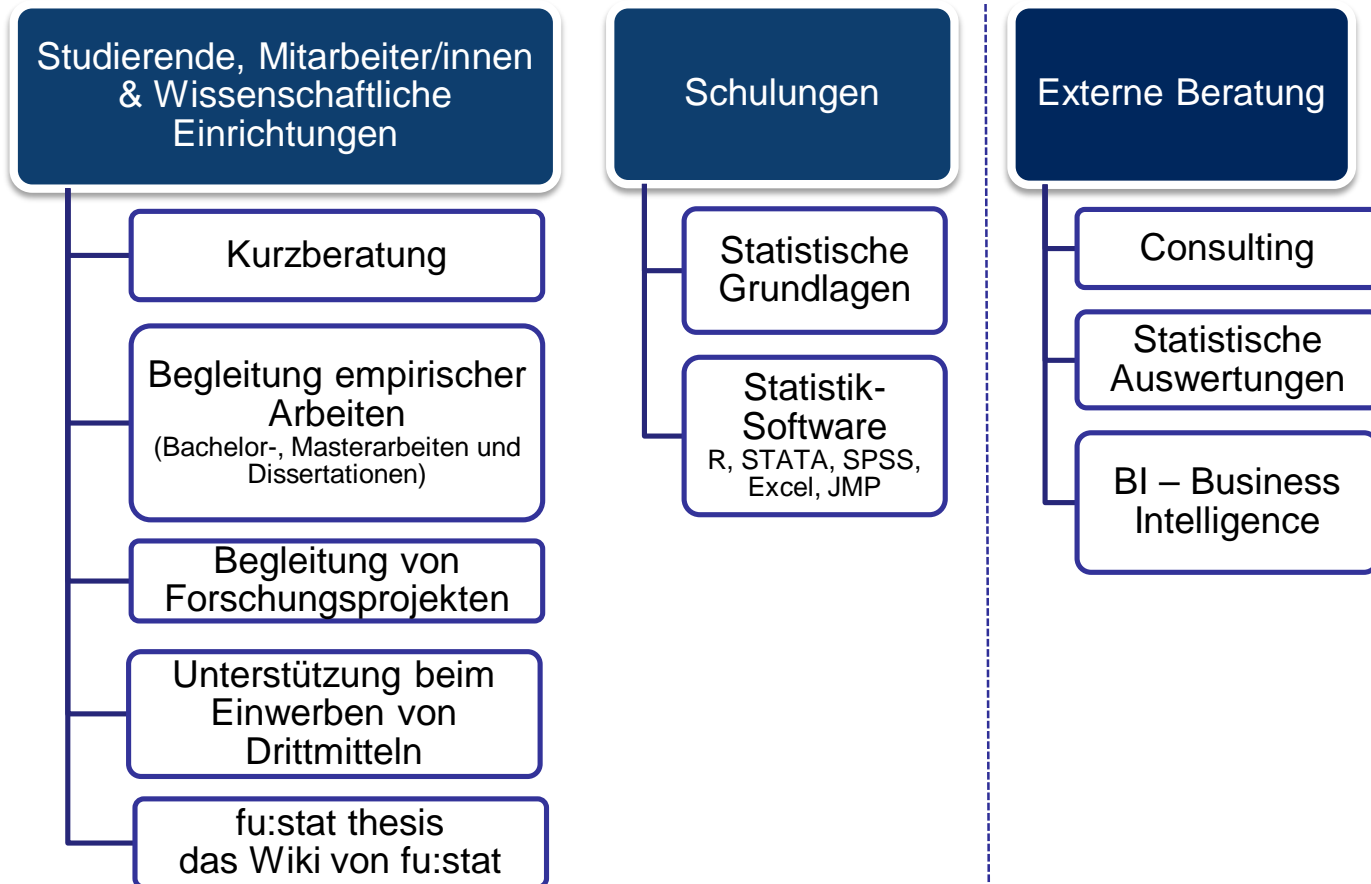 Studierende, Mitarbeiter/innen
& Wissenschaftliche
Einrichtungen
Kurzberatung
Begleitung empirischer
Arbeiten
(Bachelor-, Masterarbeiten und
Dissertationen)
Begleitung von
Forschungsprojekten
Unterstützung beim
Einwerben von
Drittmitteln
fu:stat thesis
das Wiki von fu:stat
Schulungen
Statistische
Grundlagen
Statistik-
Software
R, STATA, SPSS,
Excel, JMP
Externe Beratung
Consulting
Statistische
Auswertungen
BI – Business
Intelligence